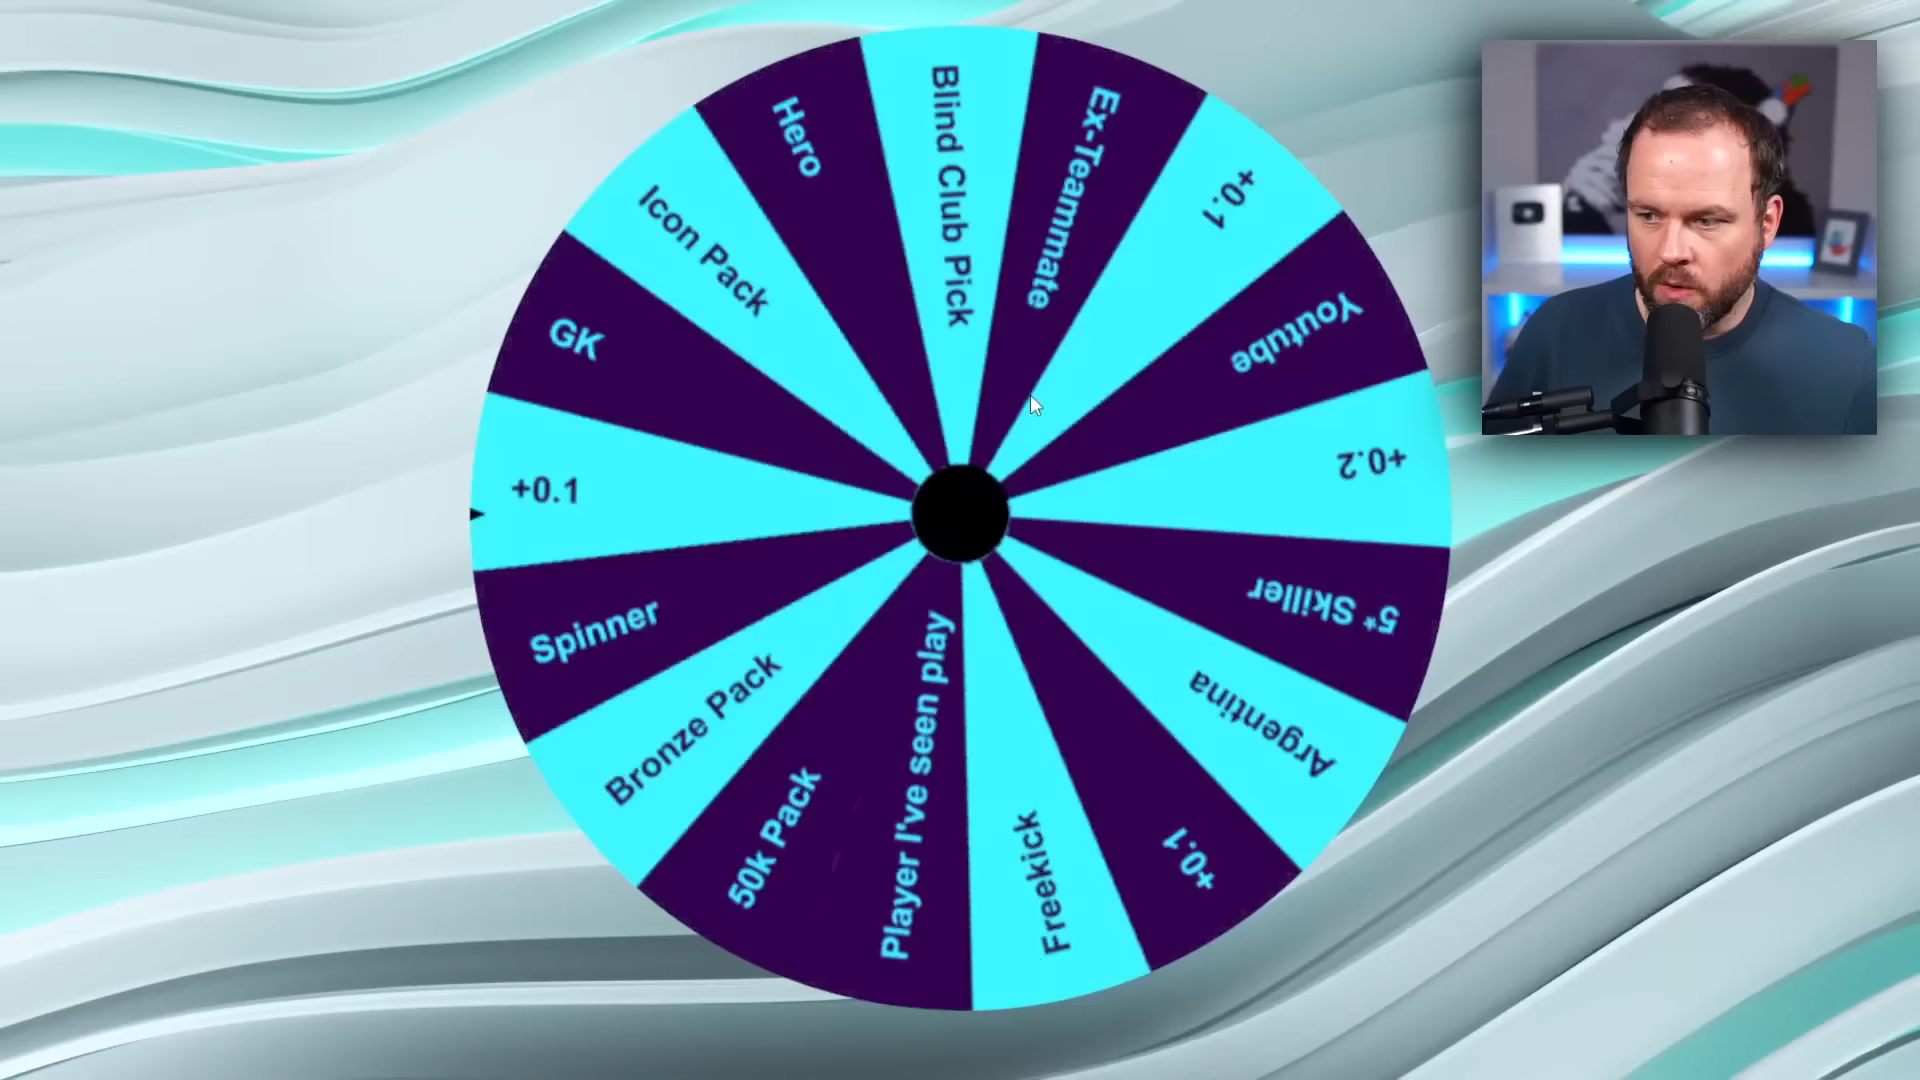 Blind Club Pick
Ex-Teammate
+0.1
Youtube
+0.2
5* Skiller
Argentina
+0.1
Freekick
Player I've seen play
50k Pack
Bronze Pack
Spinner
+0.1
GK
Icon Pack
Hero